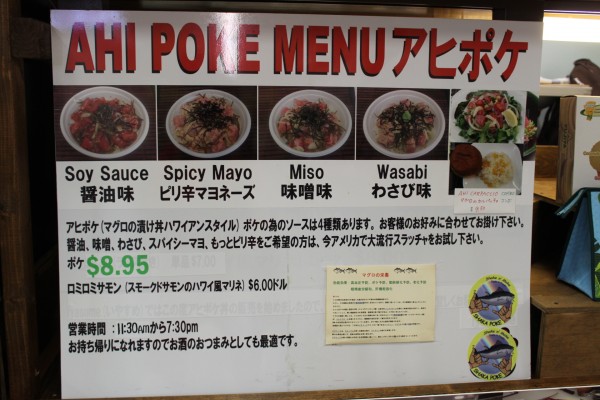 AHI POKE MENU アヒポケ
Soy Sauce
醤油味
Spicy Mayo
ピリ辛マヨネーズ
Miso
味噌味
Wasabi
わさび味
アヒポケ(マグロの漬け丼ハワイアンスタイル) ポケの為のソースは4種類あります。お客様のお好みに合わせてお掛け下さい。
醤油、味噌、わさび、スパイシーマヨ、もっとピリ辛をご希望の方は、今アメリカで大流行スラッチャをお試し下さい。
ポケ $8.95
ロミロミサモン (スモークドサモンのハワイ風マリネ) $6.00ドル
マグロの効果
営業時間 : 11:30AMから7:30pm
お持ち帰りになれますのでお酒のおつまみとしても最適です。
SHAKA POKE
SHAKA POKE